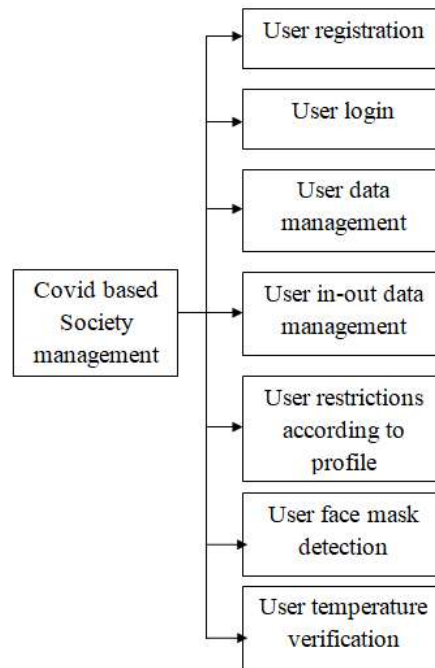 User registration
User login
User data
management
Covid based
Society
management
User in-out data
management
User restrictions
according to
profile
User face mask
detection
User temperature
verification